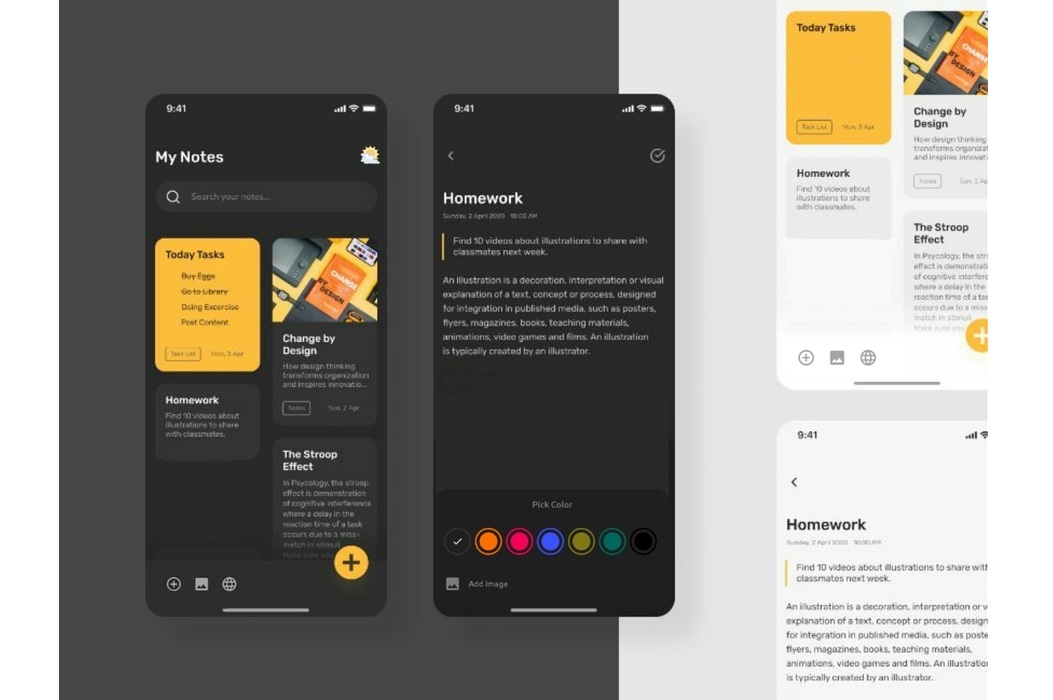 9:41
My Notes
Search your notes...
Today Tasks
Buy Eggs
Go to Library
Doing Excercise
Post Content
Task List
Mon, 3 Apr
BY DESIGN
Change by
Design
How design thinking
transforms organization
and inspires innovatio...
Notes
Sun, 2 Apr
Homework
Find 10 videos about
illustrations to share
with classmates.
The Stroop
Effect
In Psycology, the stroop
effect is demonstration
of cognitive interference
where a delay in the
reaction time of a task
occurs due to a miss-
match in stimuli.
Make sure you
9:41
Homework
Sunday, 2 April 2020 10:00 AM
Find 10 videos about illustrations to share with
classmates next week.
An illustration is a decoration, interpretation or visual
explanation of a text, concept or process, designed
for integration in published media, such as posters,
flyers, magazines, books, teaching materials,
animations, video games and films. An illustration
is typically created by an illustrator.
Pick Color
Add Image
Today Tasks
Task List
Mon, 3 Apr
CHANGE
BY DESIGN
Change by
Design
How design thinking
transforms organizat
and inspires innovati
Notes
Sun, 2 Ap
Homework
Find 10 videos about
illustrations to share
with classmates.
The Stroop
Effect
In Psycology, the stro
effect is demonstrati
of cognitive interfere
where a delay in the
reaction time of a tas
occurs due to a miss-
match in stimuli.
Make sure you
9:41
Homework
Sunday, 2 April 2020 10:00 AM
Find 10 videos about illustrations to share with
classmates next week.
An illustration is a decoration, interpretation or v
explanation of a text, concept or process, design
for integration in published media, such as poste
flyers, magazines, books, teaching materials,
animations, video games and films. An illustration
is typically created by an illustrator.